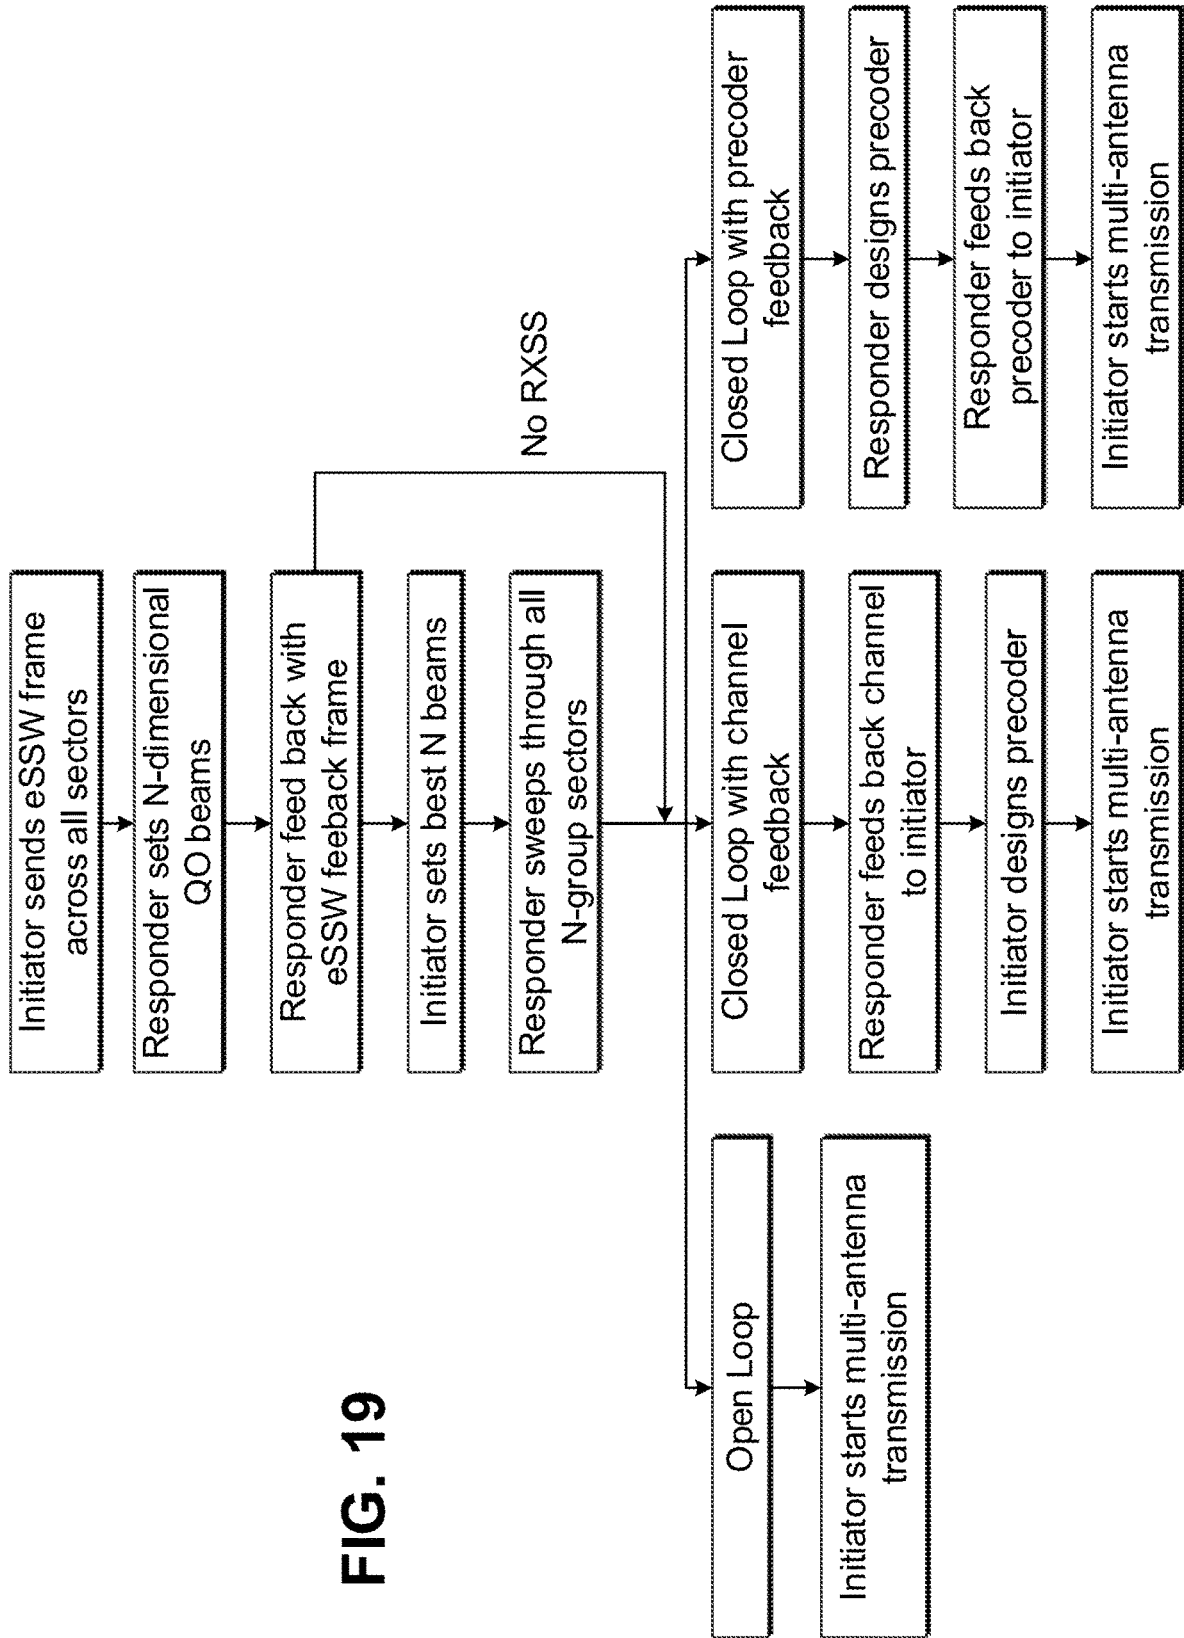 Initiator sends eSSW frame
across all sectors
Responder sets N-dimensional
QO beams
Responder feed back with
eSSW feeback frame
Initiator sets best N beams
Responder sweeps through all
N-group sectors
No RXSS
Open Loop
Initiator starts multi-antenna
transmission
Closed Loop with channel
feedback
Responder feeds back channel
to initiator
Initiator designs precoder
Initiator starts multi-antenna
transmission
Closed Loop with precoder
feedback
Responder designs precoder
Responder feeds back
precoder to initiator
Initiator starts multi-antenna
transmission
FIG. 19